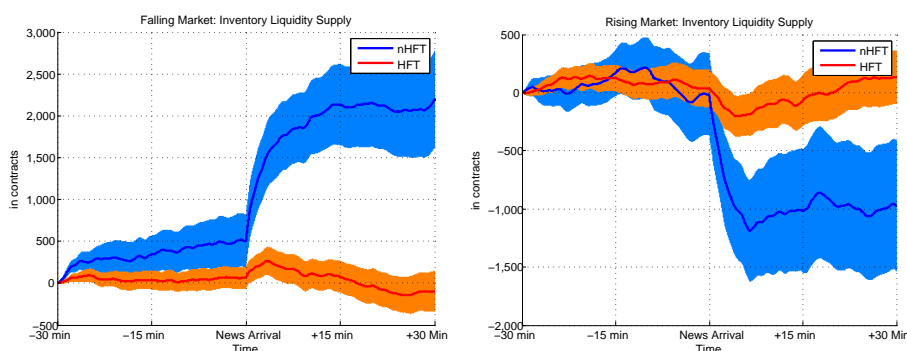 Falling Market: Inventory Liquidity Supply
3,000
2,500
2,000
1,500
1,000
500
0
−500
in contracts
nHFT
HFT
−30 min
−15 min
News Arrival
+15 min
+30 Min
Time
Rising Market: Inventory Liquidity Supply
500
0
−500
−1,000
−1,500
−2,000
in contracts
nHFT
HFT
−30 min
−15 min
News Arrival
+15 min
+30 Min
Time